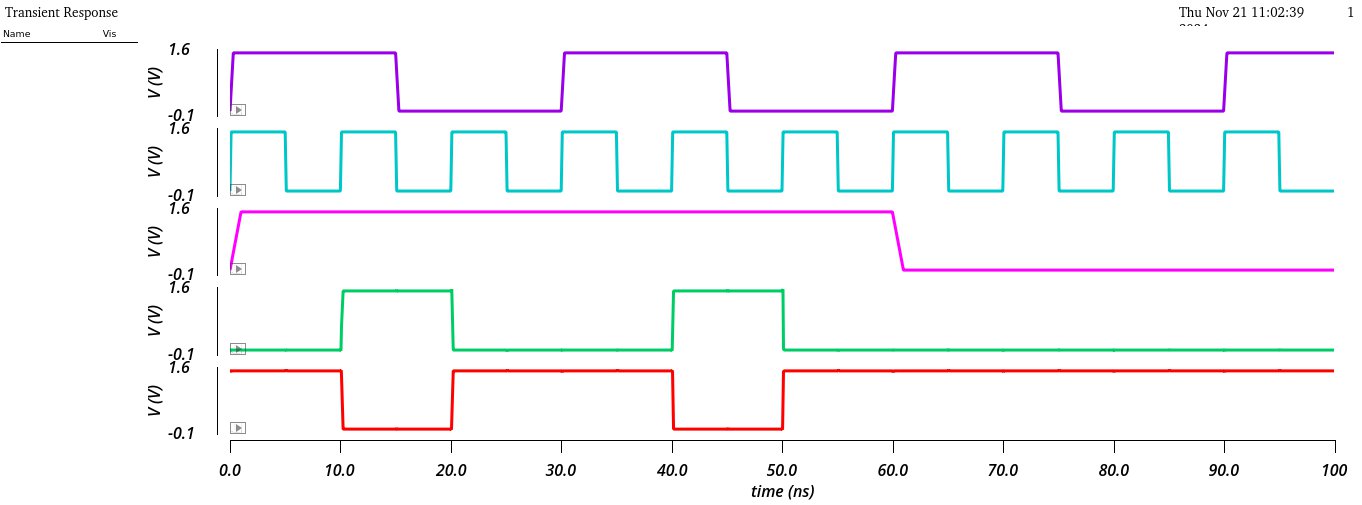 Transient Response
Thu Nov 21 11:02:39 1
2024
Name Vis
1.6
V (V)
-0.1
1.6
V (V)
-0.1
1.6
V (V)
-0.1
1.6
V (V)
-0.1
1.6
V (V)
-0.1
0.0 10.0 20.0 30.0 40.0 50.0 60.0 70.0 80.0 90.0 100
time (ns)